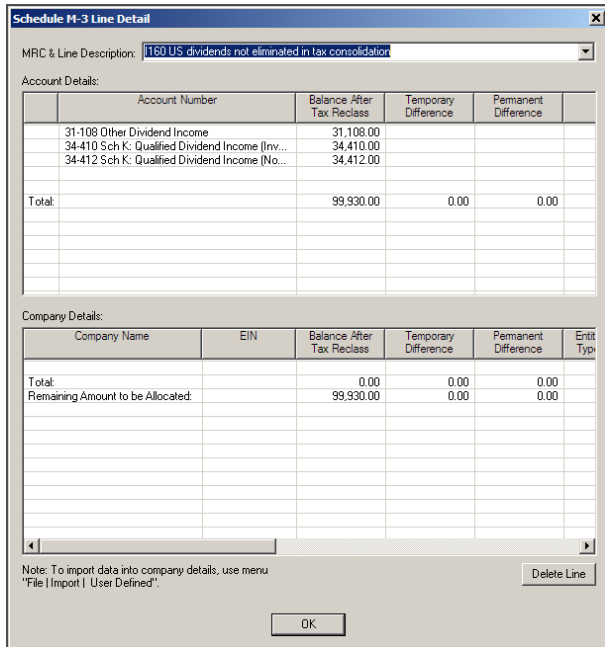 Schedule M-3 Line Detail
MRC & Line Description: I160 US dividends not eliminated in tax consolidation
Account Details:
Account Number Balance After Tax Reclass Temporary Difference Permanent Difference
31-108 Other Dividend Income 31,108.00
34-410 Sch K: Qualified Dividend Income (Inv... 34,410.00
34-412 Sch K: Qualified Dividend Income (No... 34,412.00
Total: 99,930.00 0.00 0.00
Company Details:
Company Name EIN Balance After Tax Reclass Temporary Difference Permanent Difference Entit Type
Total: 0.00 0.00 0.00
Remaining Amount to be Allocated: 99,930.00 0.00 0.00
Note: To import data into company details, use menu
"File | Import | User Defined".
Delete Line
OK